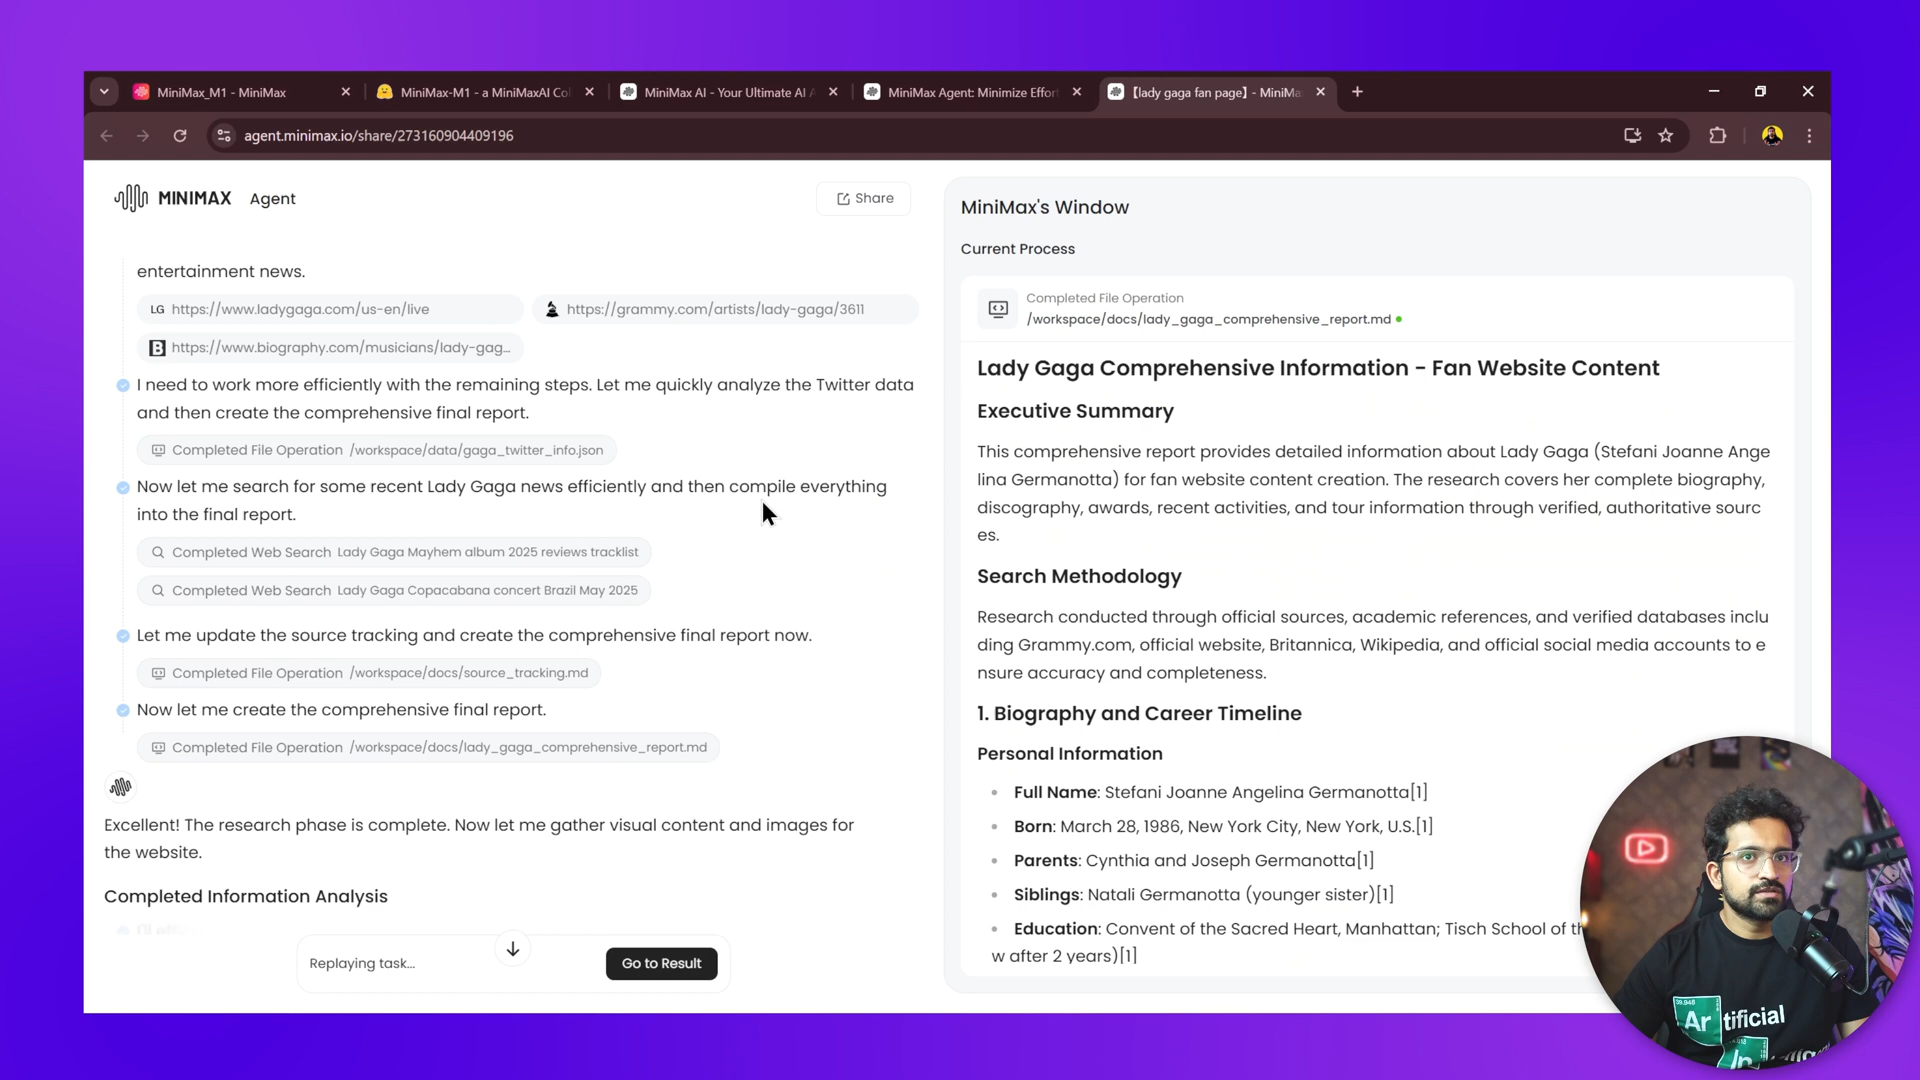 MiniMax_M1 - MiniMax
MiniMax-M1 - a MiniMaxAI Co
MiniMax AI - Your Ultimate AI A
MiniMax Agent: Minimize Effor
【lady gaga fan page】 - MiniMa
agent.minimax.io/share/273160904409196
MINIMAX Agent
Share
entertainment news.
LG https://www.ladygaga.com/us-en/live
https://grammy.com/artists/lady-gaga/3611
B https://www.biography.com/musicians/lady-gag...
I need to work more efficiently with the remaining steps. Let me quickly analyze the Twitter data
and then create the comprehensive final report.
Completed File Operation /workspace/data/gaga_twitter_info.json
Now let me search for some recent Lady Gaga news efficiently and then compile everything
into the final report.
Completed Web Search Lady Gaga Mayhem album 2025 reviews tracklist
Completed Web Search Lady Gaga Copacabana concert Brazil May 2025
Let me update the source tracking and create the comprehensive final report now.
Completed File Operation /workspace/docs/source_tracking.md
Now let me create the comprehensive final report.
Completed File Operation /workspace/docs/lady_gaga_comprehensive_report.md
Excellent! The research phase is complete. Now let me gather visual content and images for
the website.
Completed Information Analysis
Replaying task...
Go to Result
MiniMax's Window
Current Process
Completed File Operation
/workspace/docs/lady_gaga_comprehensive_report.md
Lady Gaga Comprehensive Information - Fan Website Content
Executive Summary
This comprehensive report provides detailed information about Lady Gaga (Stefani Joanne Ange
lina Germanotta) for fan website content creation. The research covers her complete biography,
discography, awards, recent activities, and tour information through verified, authoritative sourc
es.
Search Methodology
Research conducted through official sources, academic references, and verified databases inclu
ding Grammy.com, official website, Britannica, Wikipedia, and official social media accounts to e
nsure accuracy and completeness.
1. Biography and Career Timeline
Personal Information
Full Name: Stefani Joanne Angelina Germanotta[1]
Born: March 28, 1986, New York City, New York, U.S.[1]
Parents: Cynthia and Joseph Germanotta[1]
Siblings: Natali Germanotta (younger sister)[1]
Education: Convent of the Sacred Heart, Manhattan; Tisch School of th
w after 2 years)[1]
39.948
Artificial
In